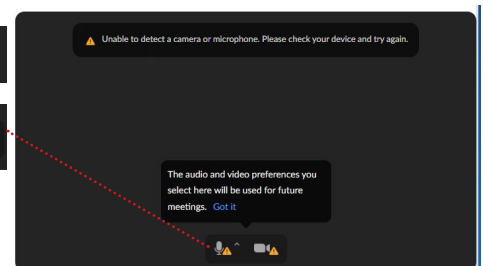 Unable to detect a camera or microphone. Please check your device and try again.
The audio and video preferences you
select here will be used for future
meetings. Got it